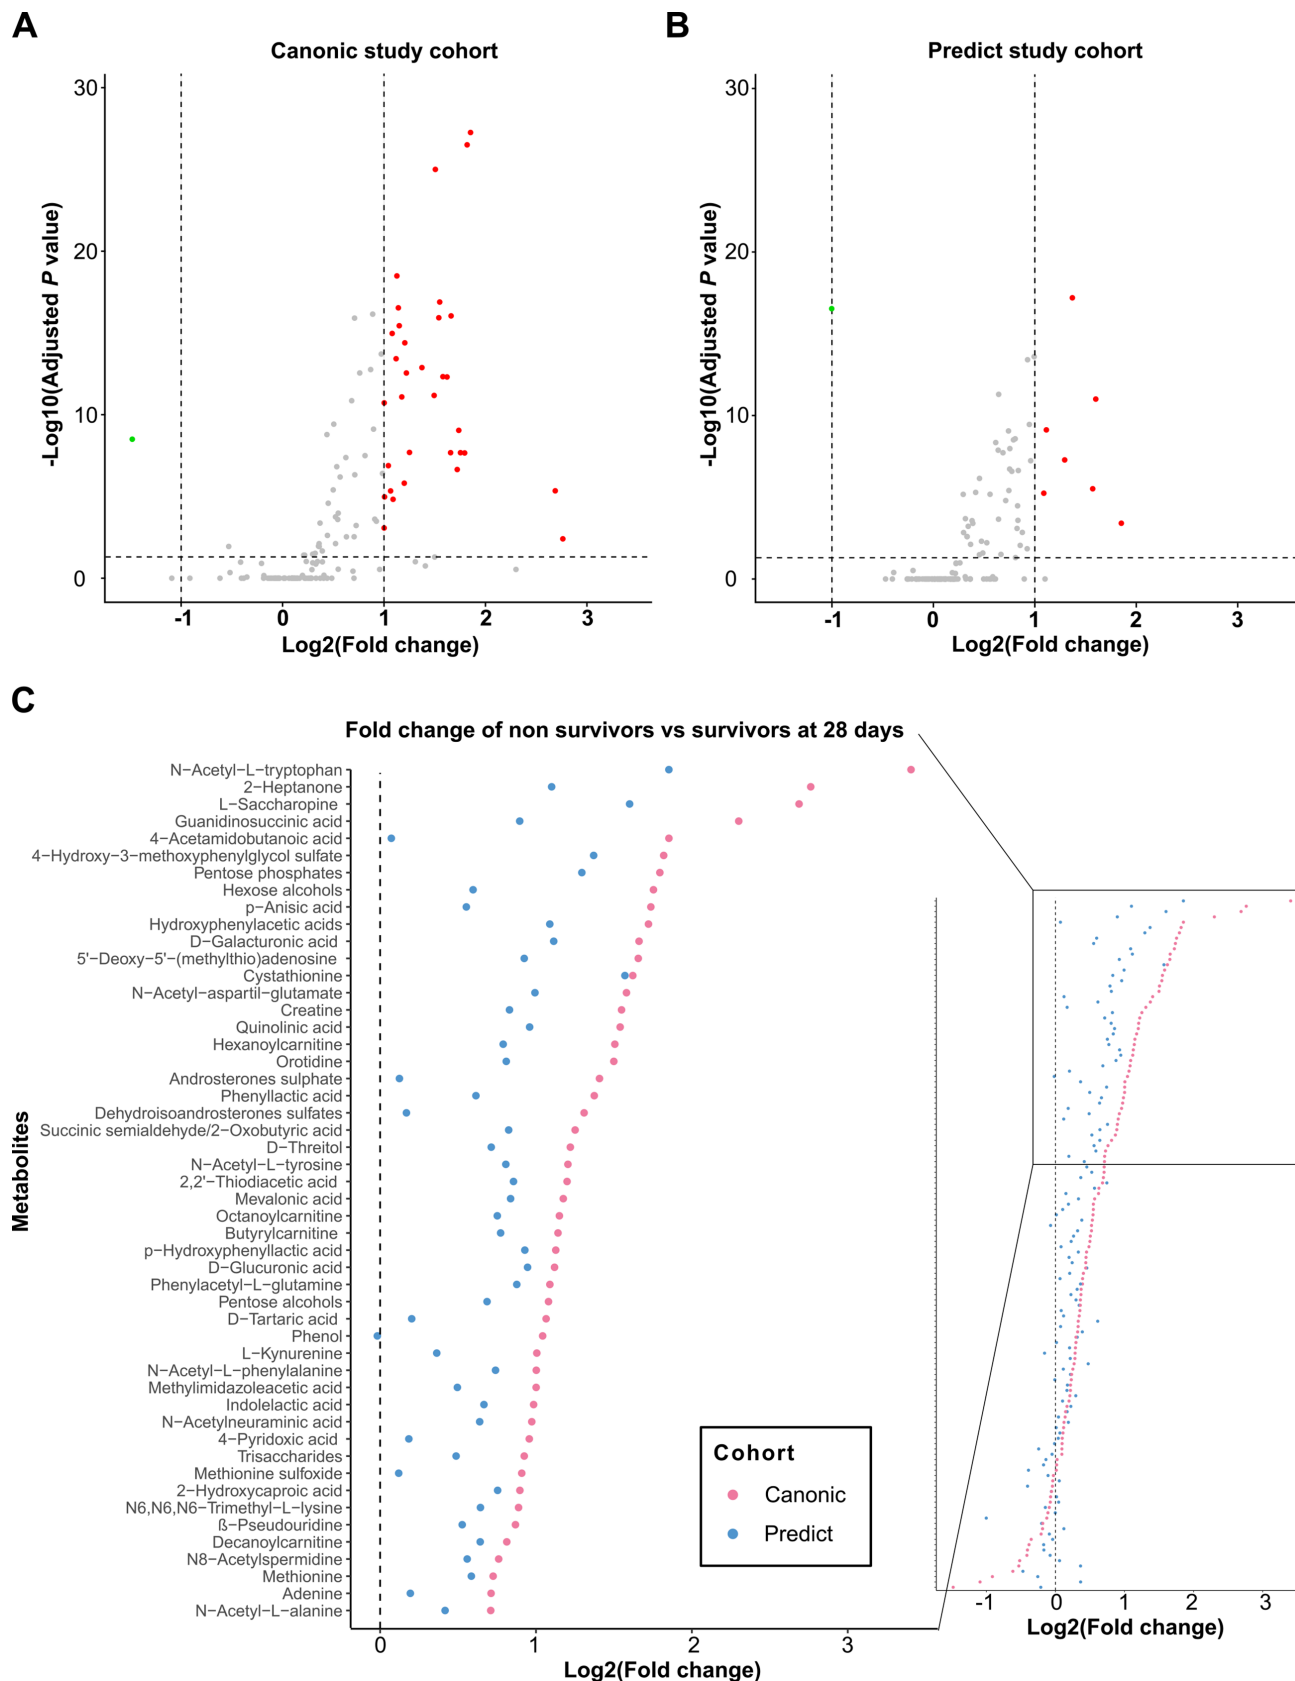 A
Canonic study cohort
-Log10(Adjusted P value)
30
20
10
0
-1
0
1
2
3
Log2(Fold change)
B
Predict study cohort
-Log10(Adjusted P value)
30
20
10
0
-1
0
1
2
3
Log2(Fold change)
C
Fold change of non survivors vs survivors at 28 days
Metabolites
N−Acetyl−L−tryptophan
2−Heptanone
L−Saccharopine
Guanidinosuccinic acid
4−Acetamidobutanoic acid
4−Hydroxy−3−methoxyphenylglycol sulfate
Pentose phosphates
Hexose alcohols
p−Anisic acid
Hydroxyphenylacetic acids
D−Galacturonic acid
5'−Deoxy−5'−(methylthio)adenosine
Cystathionine
N−Acetyl−aspartil−glutamate
Creatine
Quinolinic acid
Hexanoylcarnitine
Orotidine
Androsterones sulphate
Phenyllactic acid
Dehydroisoandrosterones sulfates
Succinic semialdehyde/2−Oxobutyric acid
D−Threitol
N−Acetyl−L−tyrosine
2,2'−Thiodiacetic acid
Mevalonic acid
Octanoylcarnitine
Butyrylcarnitine
p−Hydroxyphenyllactic acid
D−Glucuronic acid
Phenylacetyl−L−glutamine
Pentose alcohols
D−Tartaric acid
Phenol
L−Kynurenine
N−Acetyl−L−phenylalanine
Methylimidazoleacetic acid
Indolelactic acid
N−Acetylneuraminic acid
4−Pyridoxic acid
Trisaccharides
Methionine sulfoxide
2−Hydroxycaproic acid
N6,N6,N6−Trimethyl−L−lysine
ß−Pseudouridine
Decanoylcarnitine
N8−Acetylspermidine
Methionine
Adenine
N−Acetyl−L−alanine
0
1
2
3
Log2(Fold change)
Cohort
Canonic
Predict
-1
0
1
2
3
Log2(Fold change)